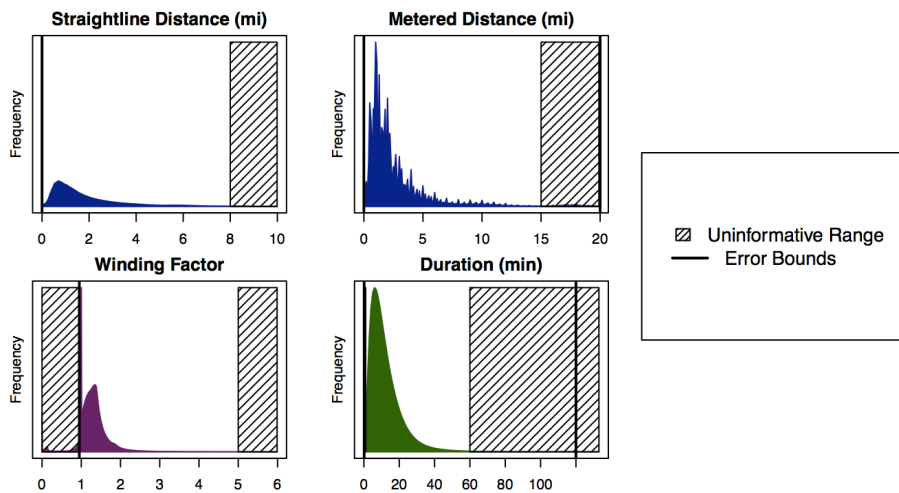 Straightline Distance (mi)
Frequency
0 2 4 6 8 10
Metered Distance (mi)
Frequency
0 5 10 15 20
Winding Factor
Frequency
0 1 2 3 4 5 6
Duration (min)
Frequency
0 20 40 60 80 100
Uninformative Range
Error Bounds